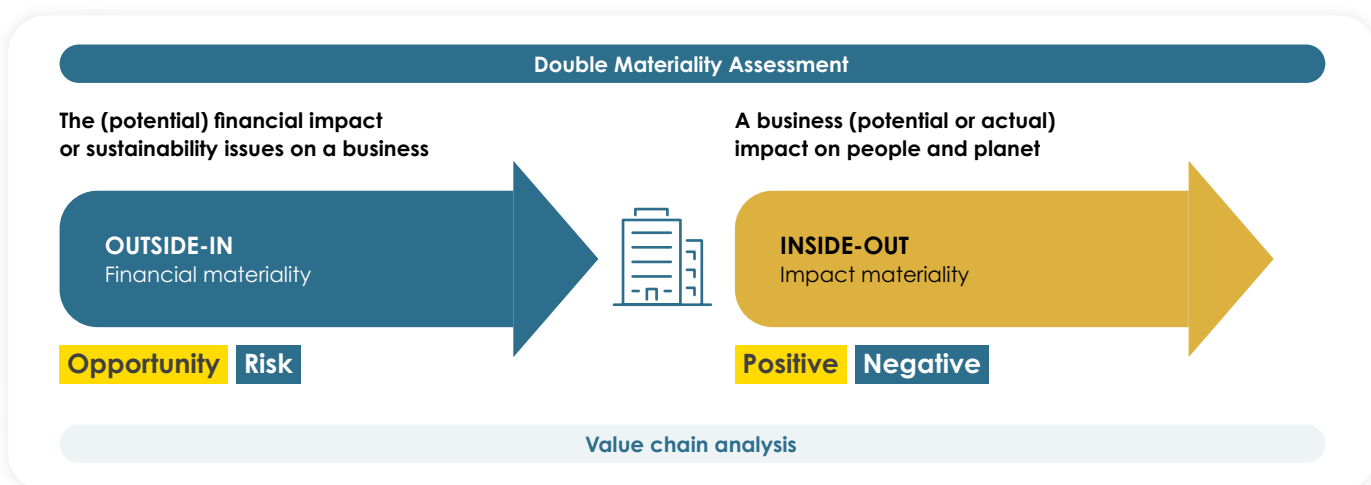 Double Materiality Assessment
The (potential) financial impact
or sustainability issues on a business
OUTSIDE-IN
Financial materiality
Opportunity Risk
A business (potential or actual)
impact on people and planet
INSIDE-OUT
Impact materiality
Positive Negative
Value chain analysis